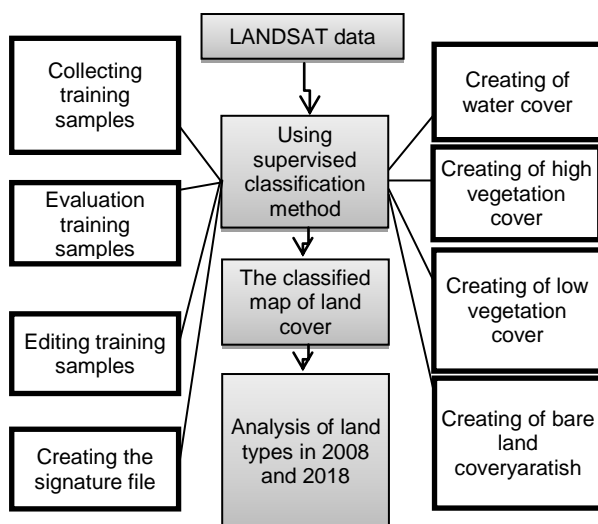 LANDSAT data
Collecting
training
samples
Evaluation
training
samples
Editing training
samples
Creating the
signature file
Using
supervised
classification
method
The classified
map of land
cover
Analysis of land
types in 2008
and 2018
Creating of
water cover
Creating of high
vegetation
cover
Creating of low
vegetation
cover
Creating of bare
land
coveryaratish